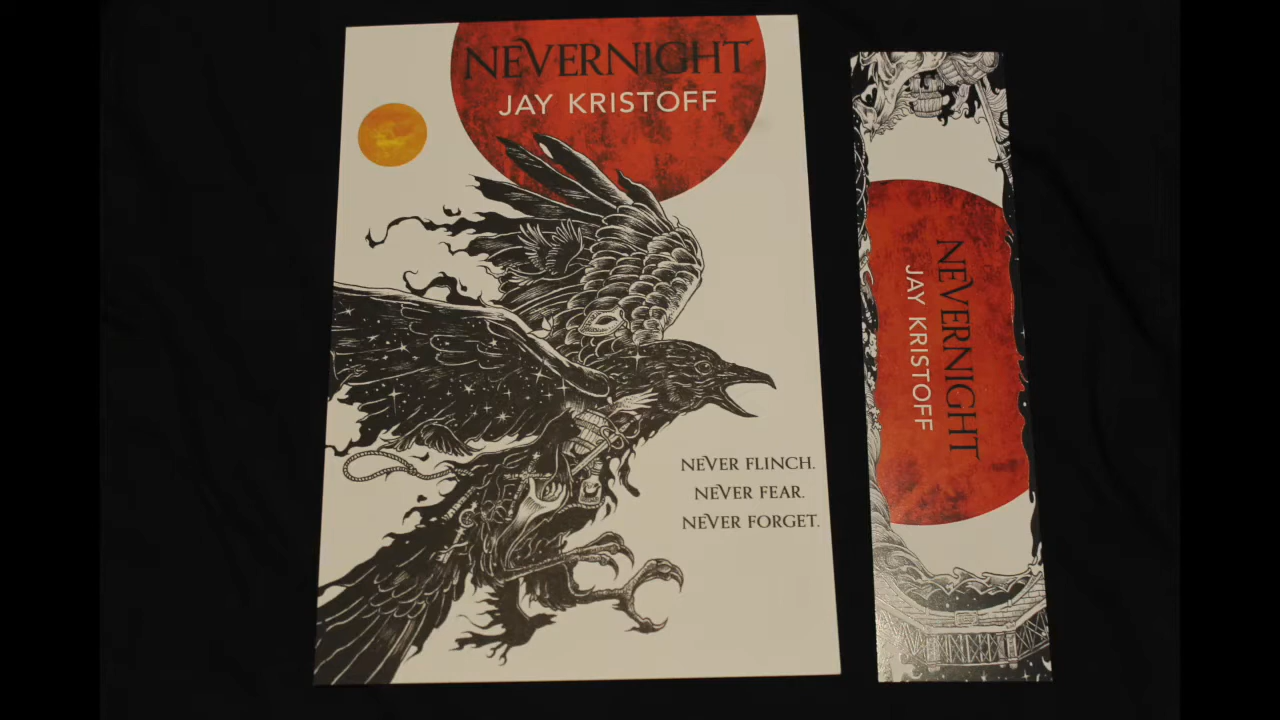 NEVERNIGHT
JAY KRISTOFF
NEVER FLINCH.
NEVER FEAR.
NEVER FORGET.
NEVERNIGHT
JAY KRISTOFF